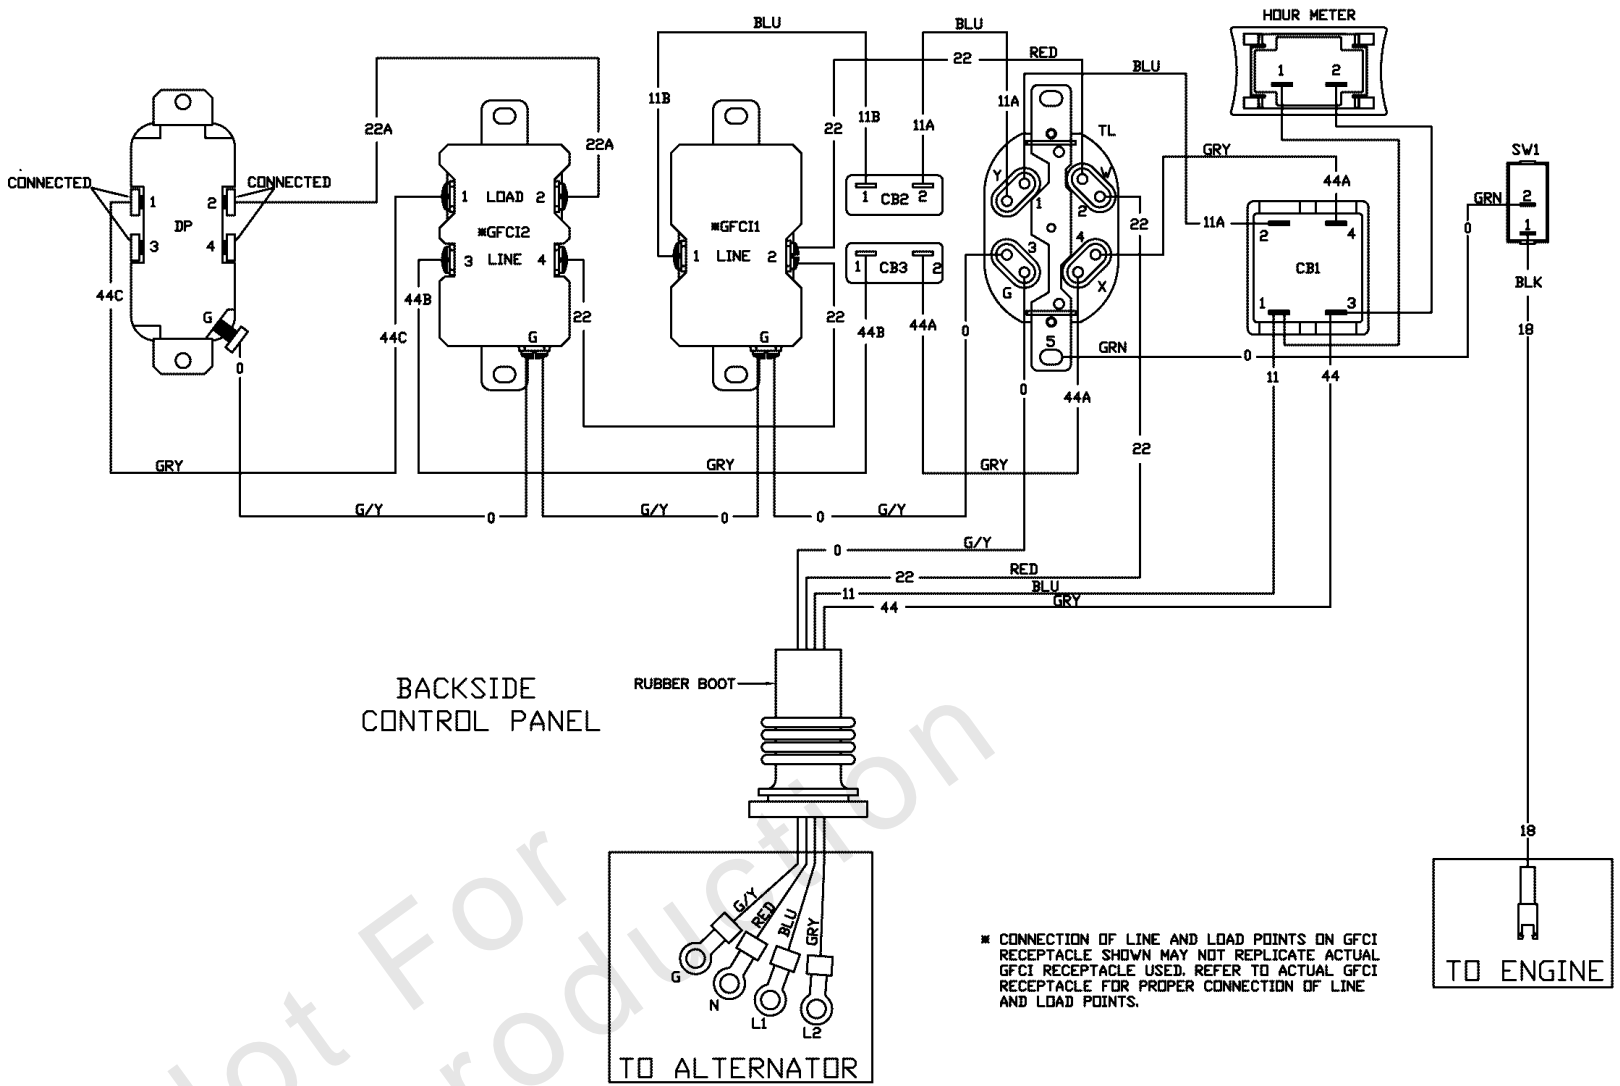 HOUR METER
BLU
BLU
22
RED
BLU
1
2
11B
11B
11A
11A
22A
22A
22
TL
GRY
SW1
CONNECTED
CONNECTED
1
2
DP
3
4
G
0
44C
1
LOAD
2
*GFCI2
3
LINE
4
G
44B
44C
22
*GFCI1
1
LINE
2
G
22
1
CB2
2
1
CB3
2
44B
44A
Y
W
1
2
3
4
G
X
5
0
0
44A
22
22
44A
11A
2
4
CB1
1
3
11
44
GRN
0
GRN
0
2
1
BLK
18
GRY
GRY
GRY
G/Y
0
G/Y
0
0
G/Y
0
G/Y
22
RED
11
BLU
44
GRY
BACKSIDE
CONTROL PANEL
RUBBER BOOT
18
G/Y
RED
BLU
GRY
G
N
L1
L2
TO ALTERNATOR
* CONNECTION OF LINE AND LOAD POINTS ON GFCI
RECEPTACLE SHOWN MAY NOT REPLICATE ACTUAL
GFCI RECEPTACLE USED. REFER TO ACTUAL GFCI
RECEPTACLE FOR PROPER CONNECTION OF LINE
AND LOAD POINTS.
TO ENGINE
Not For